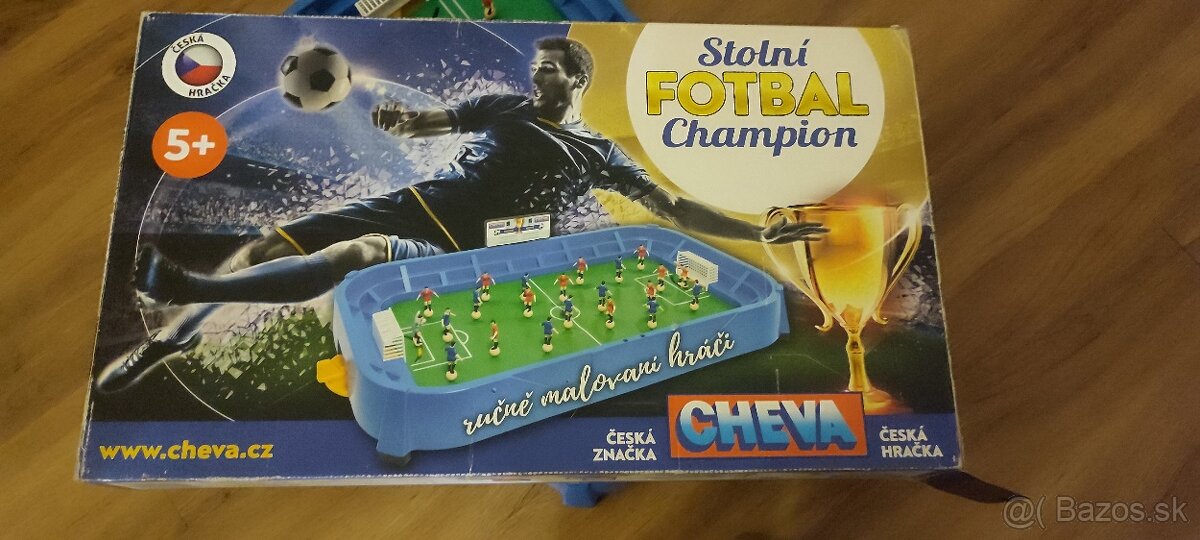 ČESKÁ
HRAČKA
5+
Stolní
FOTBAL
Champion
ručně malovaní hráči
www.cheva.cz
ČESKÁ
ZNAČKA
CHEVA
ČESKÁ
HRAČKA
@( Bazos.sk